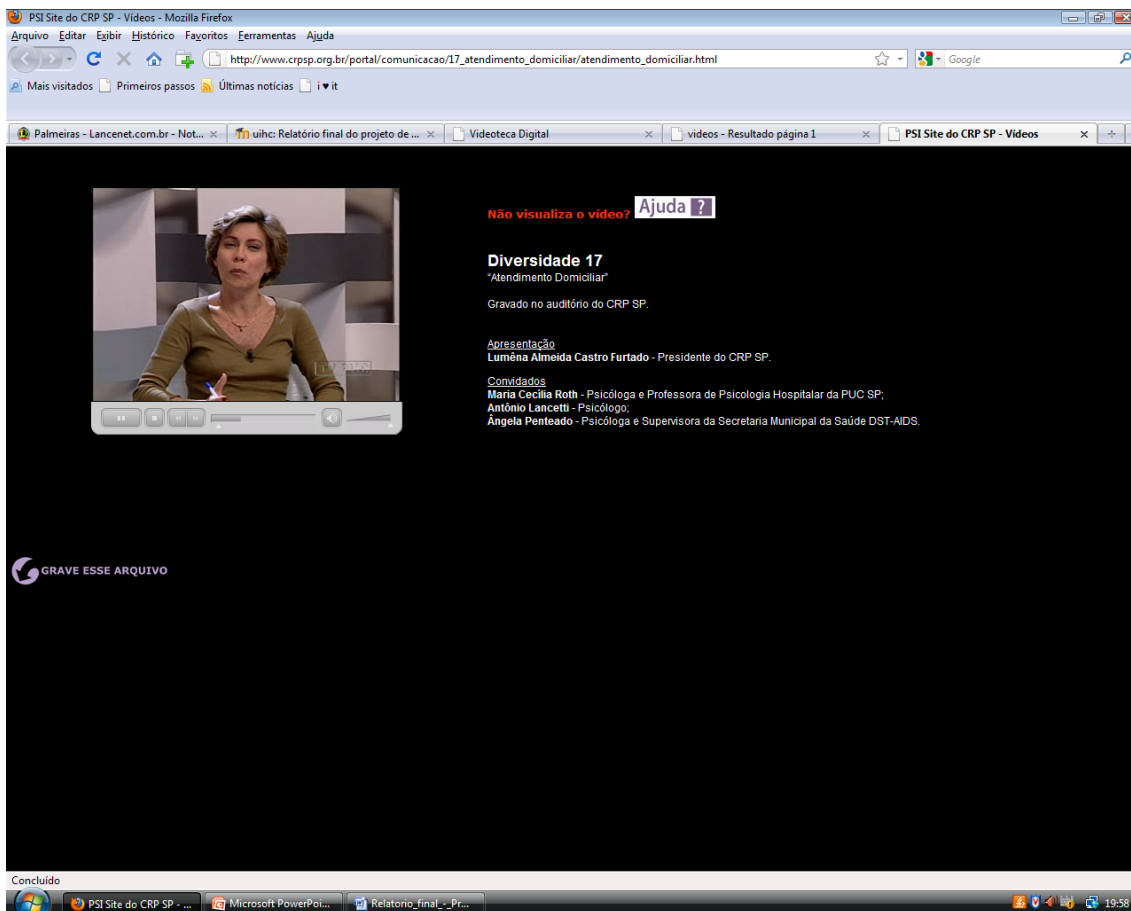 PSI Site do CRP SP - Vídeos - Mozilla Firefox
Arquivo Editar Exibir Histórico Favoritos Ferramentas Ajuda
http://www.crpsp.org.br/portal/comunicacao/17_atendimento_domiciliar/atendimento_domiciliar.html
Google
Mais visitados Primeiros passos Últimas notícias i ♥ it
Palmeiras - Lancenet.com.br - Not... uihc: Relatório final do projeto de ... Videoteca Digital videos - Resultado página 1 PSI Site do CRP SP - Vídeos
Não visualiza o vídeo? Ajuda ?
Diversidade 17
“Atendimento Domiciliar”
Gravado no auditório do CRP SP.
Apresentação
Lumêna Almeida Castro Furtado - Presidente do CRP SP.
Convidados
Maria Cecília Roth - Psicóloga e Professora de Psicologia Hospitalar da PUC SP;
Antônio Lancetti - Psicólogo;
Ângela Penteado - Psicóloga e Supervisora da Secretaria Municipal da Saúde DST-AIDS.
GRAVE ESSE ARQUIVO
Concluído
PSI Site do CRP SP - ... Microsoft PowerPoi... Relatorio_final_-_Pr... 19:58